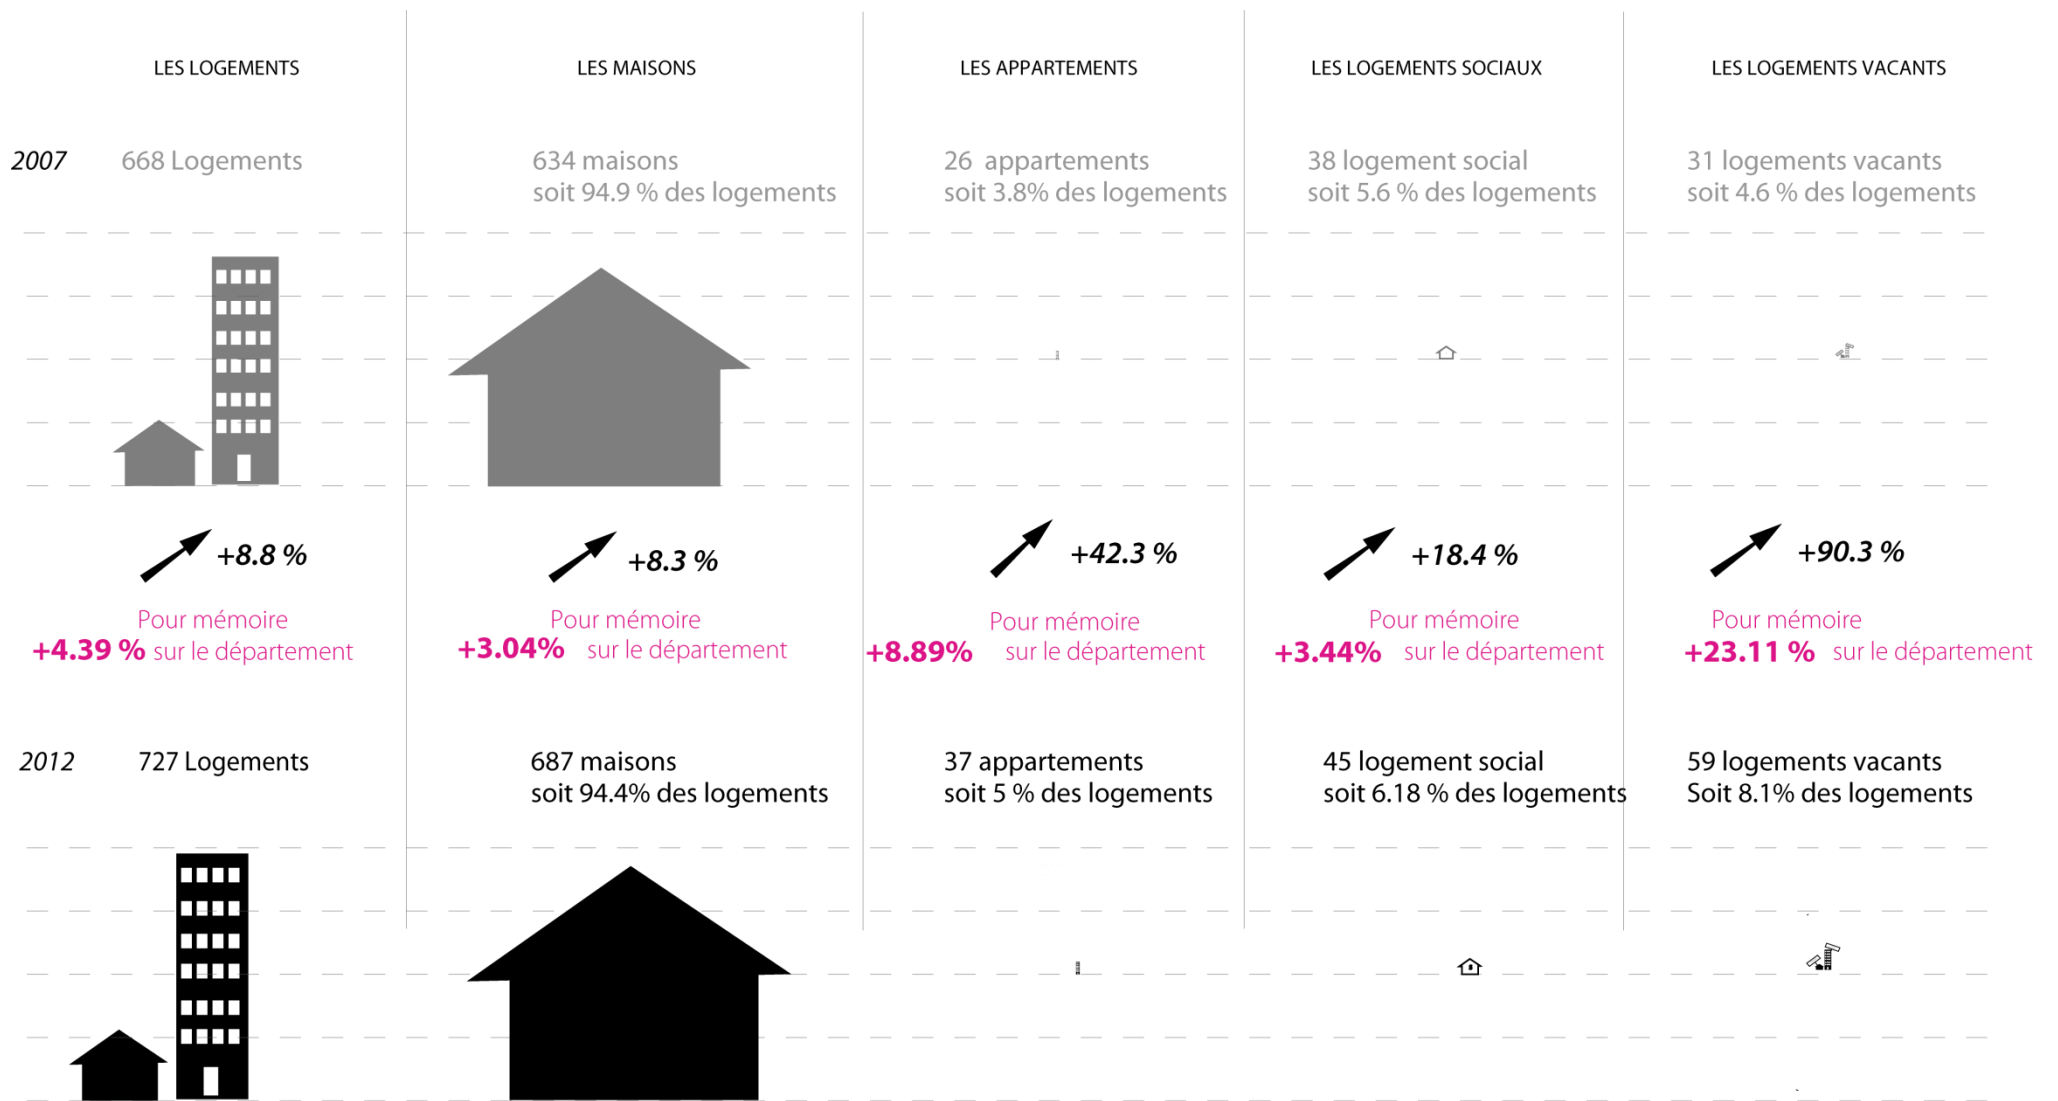 LES LOGEMENTS
LES MAISONS
LES APPARTEMENTS
LES LOGEMENTS SOCIAUX
LES LOGEMENTS VACANTS
2007
668 Logements
634 maisons
soit 94.9 % des logements
26 appartements
soit 3.8% des logements
38 logement social
soit 5.6 % des logements
31 logements vacants
soit 4.6 % des logements
+8.8 %
+8.3 %
+42.3 %
+18.4 %
+90.3 %
Pour mémoire
+4.39 % sur le département
Pour mémoire
+3.04% sur le département
Pour mémoire
+8.89% sur le département
Pour mémoire
+3.44% sur le département
Pour mémoire
+23.11 % sur le département
2012
727 Logements
687 maisons
soit 94.4% des logements
37 appartements
soit 5 % des logements
45 logement social
soit 6.18 % des logements
59 logements vacants
Soit 8.1% des logements